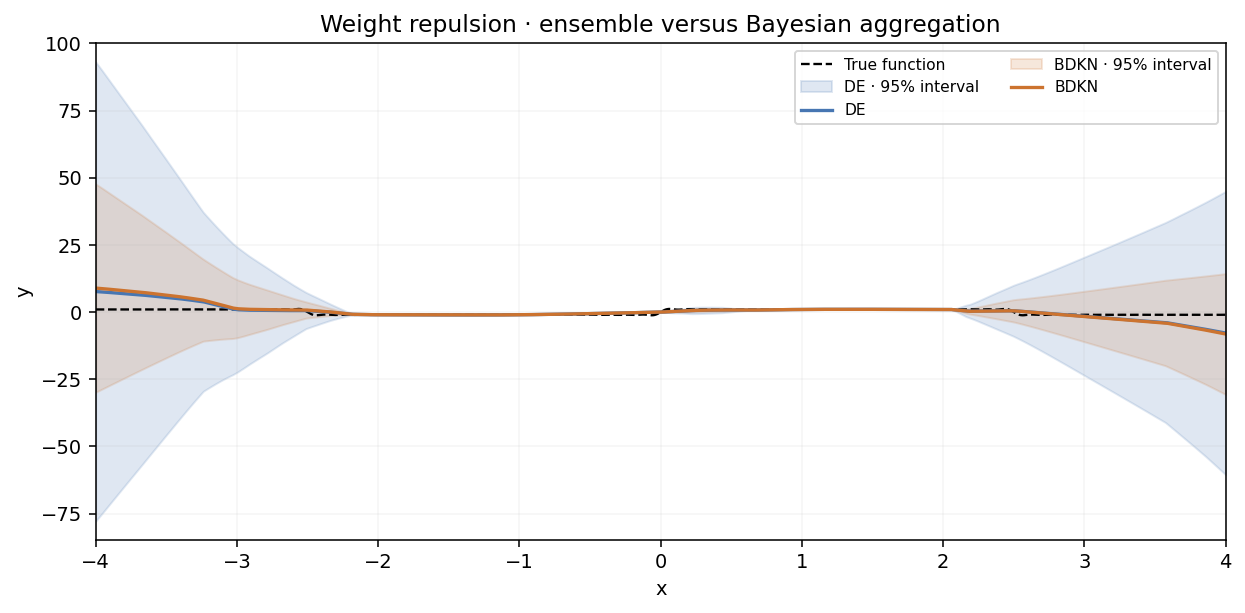 Weight repulsion · ensemble versus Bayesian aggregation
True function
DE · 95% interval
DE
BDKN · 95% interval
BDKN
100
75
50
25
0
−25
−50
−75
y
−4 −3 −2 −1 0 1 2 3 4
x